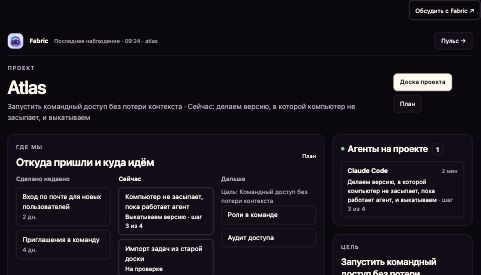 Обсудить с Fabric ↗
Fabric Последнее наблюдение · 09:24 · atlas
Пульс →
ПРОЕКТ
Atlas
Запустить командный доступ без потери контекста · Сейчас: делаем версию, в которой компьютер не
засыпает, и выкатываем
Доска проекта
План
ГДЕ МЫ
Откуда пришли и куда идём
План
Сделано недавно
Вход по почте для новых
пользователей
2 дн.
Приглашения в команду
4 дн.
Сейчас
Компьютер не засыпает,
пока работает агент
Выкатываем версию · шаг
3 из 4
Импорт задач из старой
доски
На проверке
Дальше
Цель: Командный доступ без
потери контекста
Роли в команде
Аудит доступа
Агенты на проекте 1
Claude Code 2 мин
Делаем версию, в которой
компьютер не засыпает, пока
работает агент, и выкатываем · шаг
3 из 4
ЦЕЛЬ
Запустить командный
доступ без потери